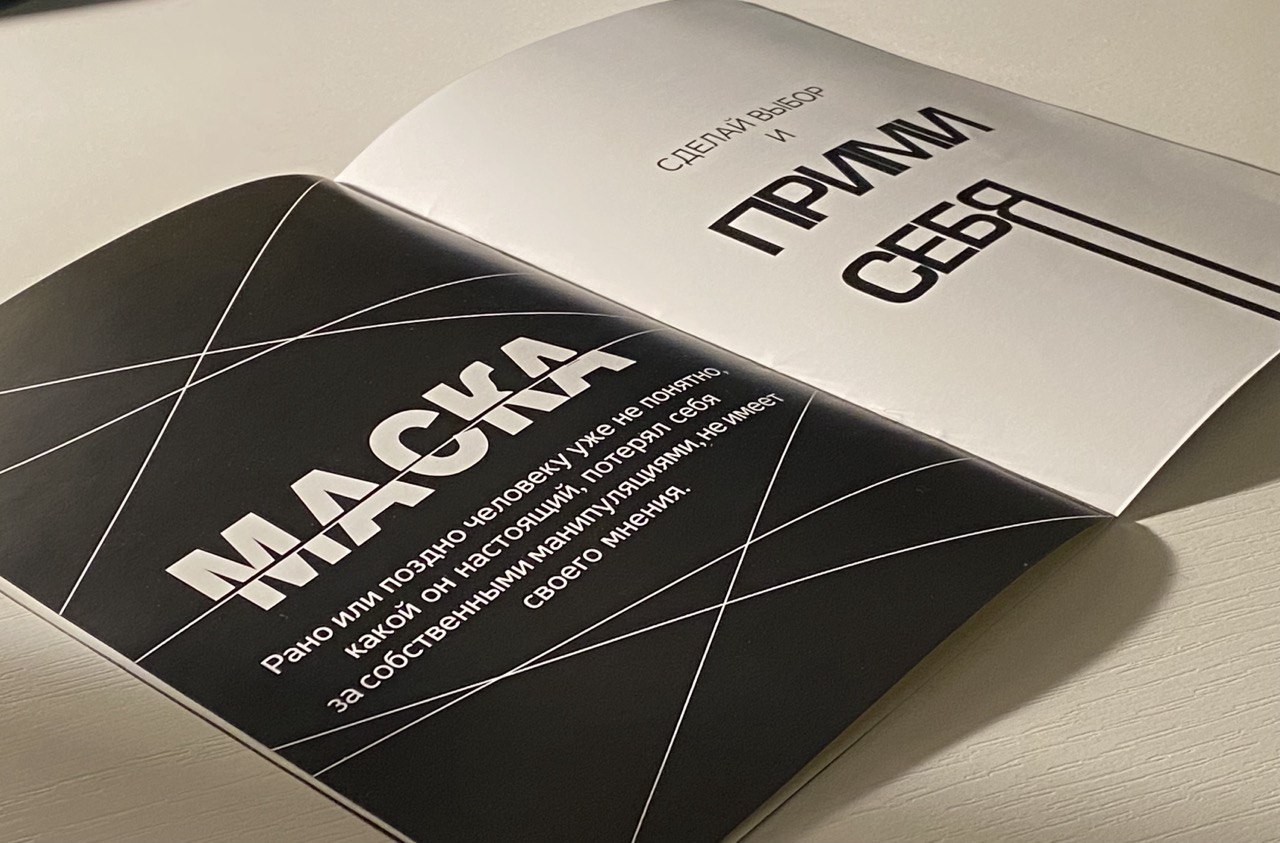 МАСКА
Рано или поздно человеку уже не понятно,
какой он настоящий, потерял себя
за собственными манипуляциями, не имеет
своего мнения.
СДЕЛАЙ ВЫБОР
И
ПРИМИ
СЕБЯ